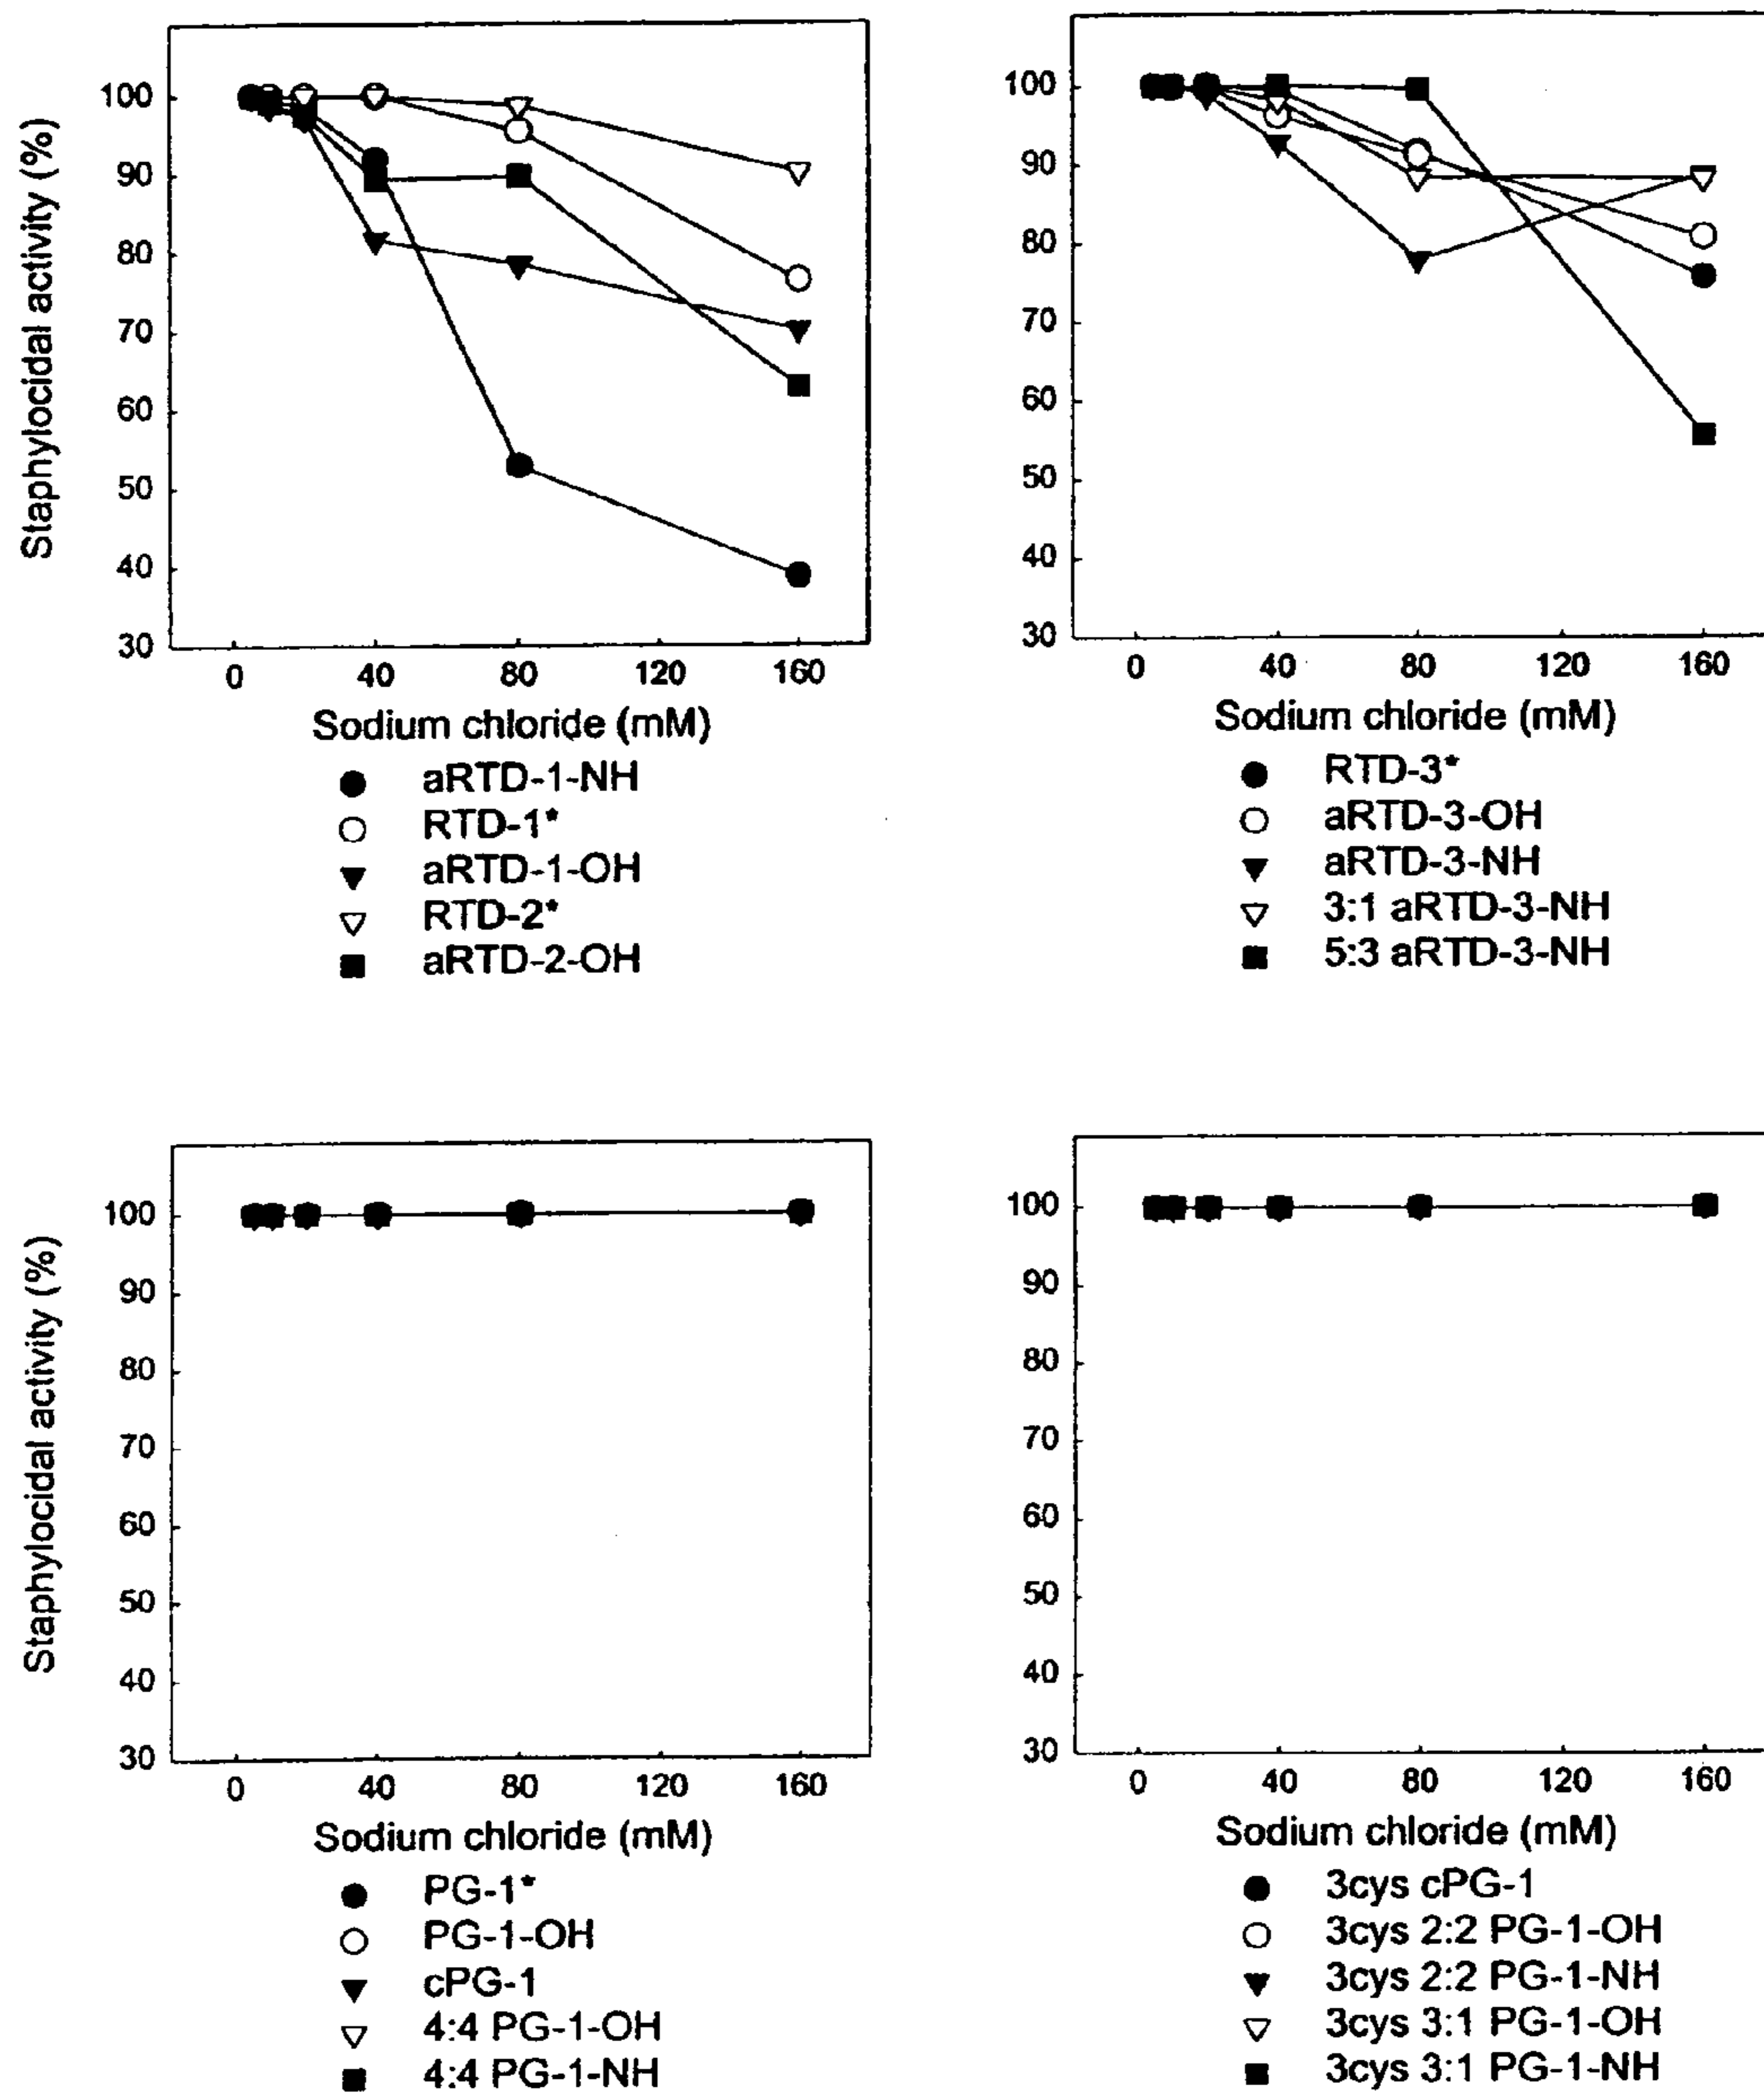 Staphylocidal activity (%)
100
90
80
70
60
50
40
30
0 40 80 120 160
Sodium chloride (mM)
aRTD-1-NH
RTD-1*
aRTD-1-OH
RTD-2*
aRTD-2-OH
100
90
80
70
60
50
40
30
0 40 80 120 160
Sodium chloride (mM)
RTD-3*
aRTD-3-OH
aRTD-3-NH
3:1 aRTD-3-NH
5:3 aRTD-3-NH
Staphylocidal activity (%)
100
90
80
70
60
50
40
30
0 40 80 120 160
Sodium chloride (mM)
PG-1*
PG-1-OH
cPG-1
4:4 PG-1-OH
4:4 PG-1-NH
100
90
80
70
60
50
40
30
0 40 80 120 160
Sodium chloride (mM)
3cys cPG-1
3cys 2:2 PG-1-OH
3cys 2:2 PG-1-NH
3cys 3:1 PG-1-OH
3cys 3:1 PG-1-NH